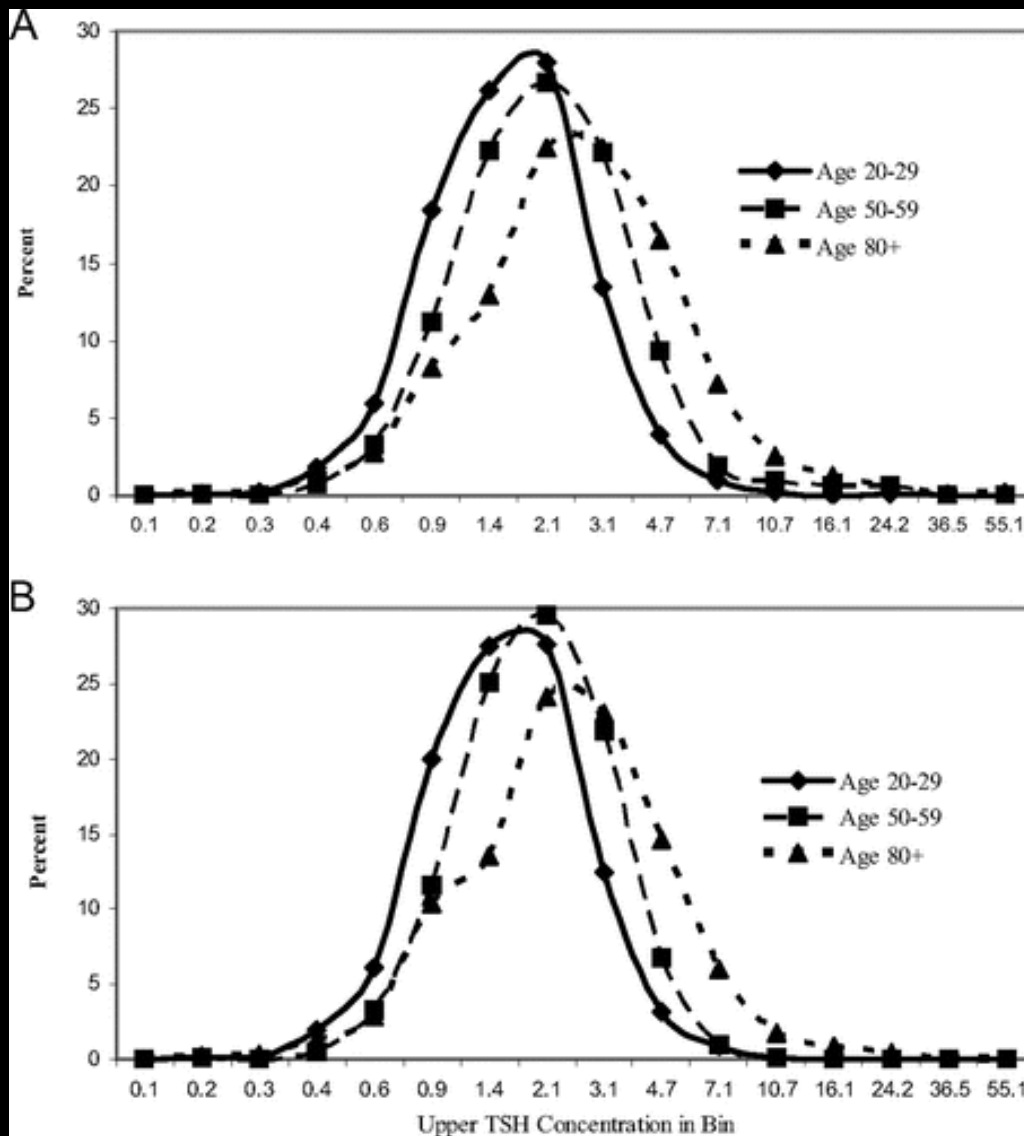 A
30
25
20
15
10
5
0
Percent
Age 20-29
Age 50-59
Age 80+
0.1 0.2 0.3 0.4 0.6 0.9 1.4 2.1 3.1 4.7 7.1 10.7 16.1 24.2 36.5 55.1
B
30
25
20
15
10
5
0
Percent
Age 20-29
Age 50-59
Age 80+
0.1 0.2 0.3 0.4 0.6 0.9 1.4 2.1 3.1 4.7 7.1 10.7 16.1 24.2 36.5 55.1
Upper TSH Concentration in Bin